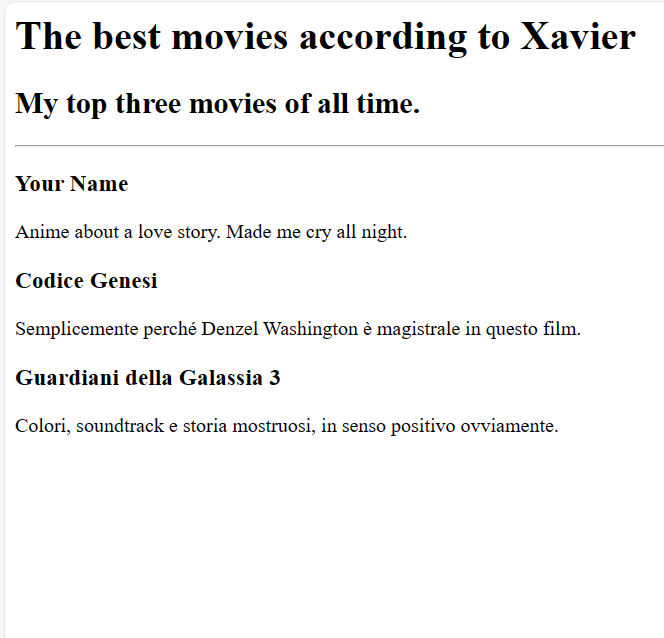 The best movies according to Xavier
My top three movies of all time.
Your Name
Anime about a love story. Made me cry all night.
Codice Genesi
Semplicemente perché Denzel Washington è magistrale in questo film.
Guardiani della Galassia 3
Colori, soundtrack e storia mostruosi, in senso positivo ovviamente.